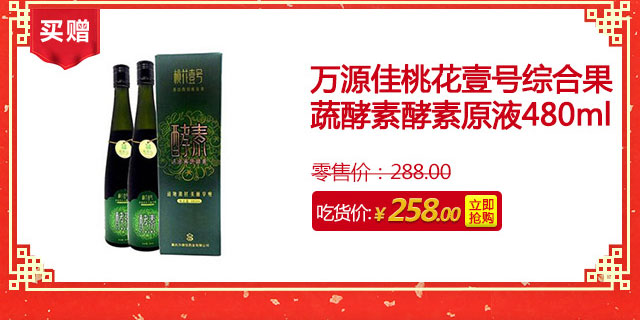 买赠
万源佳桃花壹号综合果
蔬酵素酵素原液480ml
零售价：288.00
吃货价:¥258.00
立即
抢购
桃花壹号
酵素